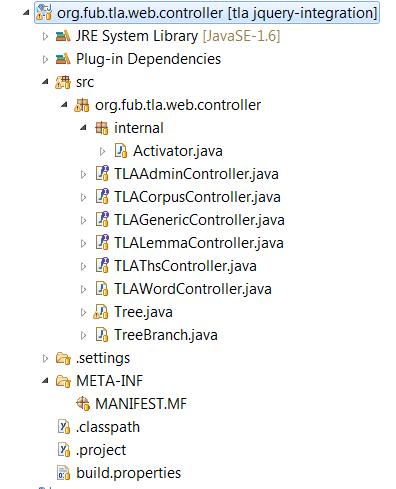 org.fub.tla.web.controller [tla jquery-integration]
JRE System Library [JavaSE-1.6]
Plug-in Dependencies
src
org.fub.tla.web.controller
internal
Activator.java
TLAAdminController.java
TLACorpusController.java
TLAGenericController.java
TLALemmaController.java
TLAThsController.java
TLAWordController.java
Tree.java
TreeBranch.java
.settings
META-INF
MANIFEST.MF
.classpath
.project
build.properties